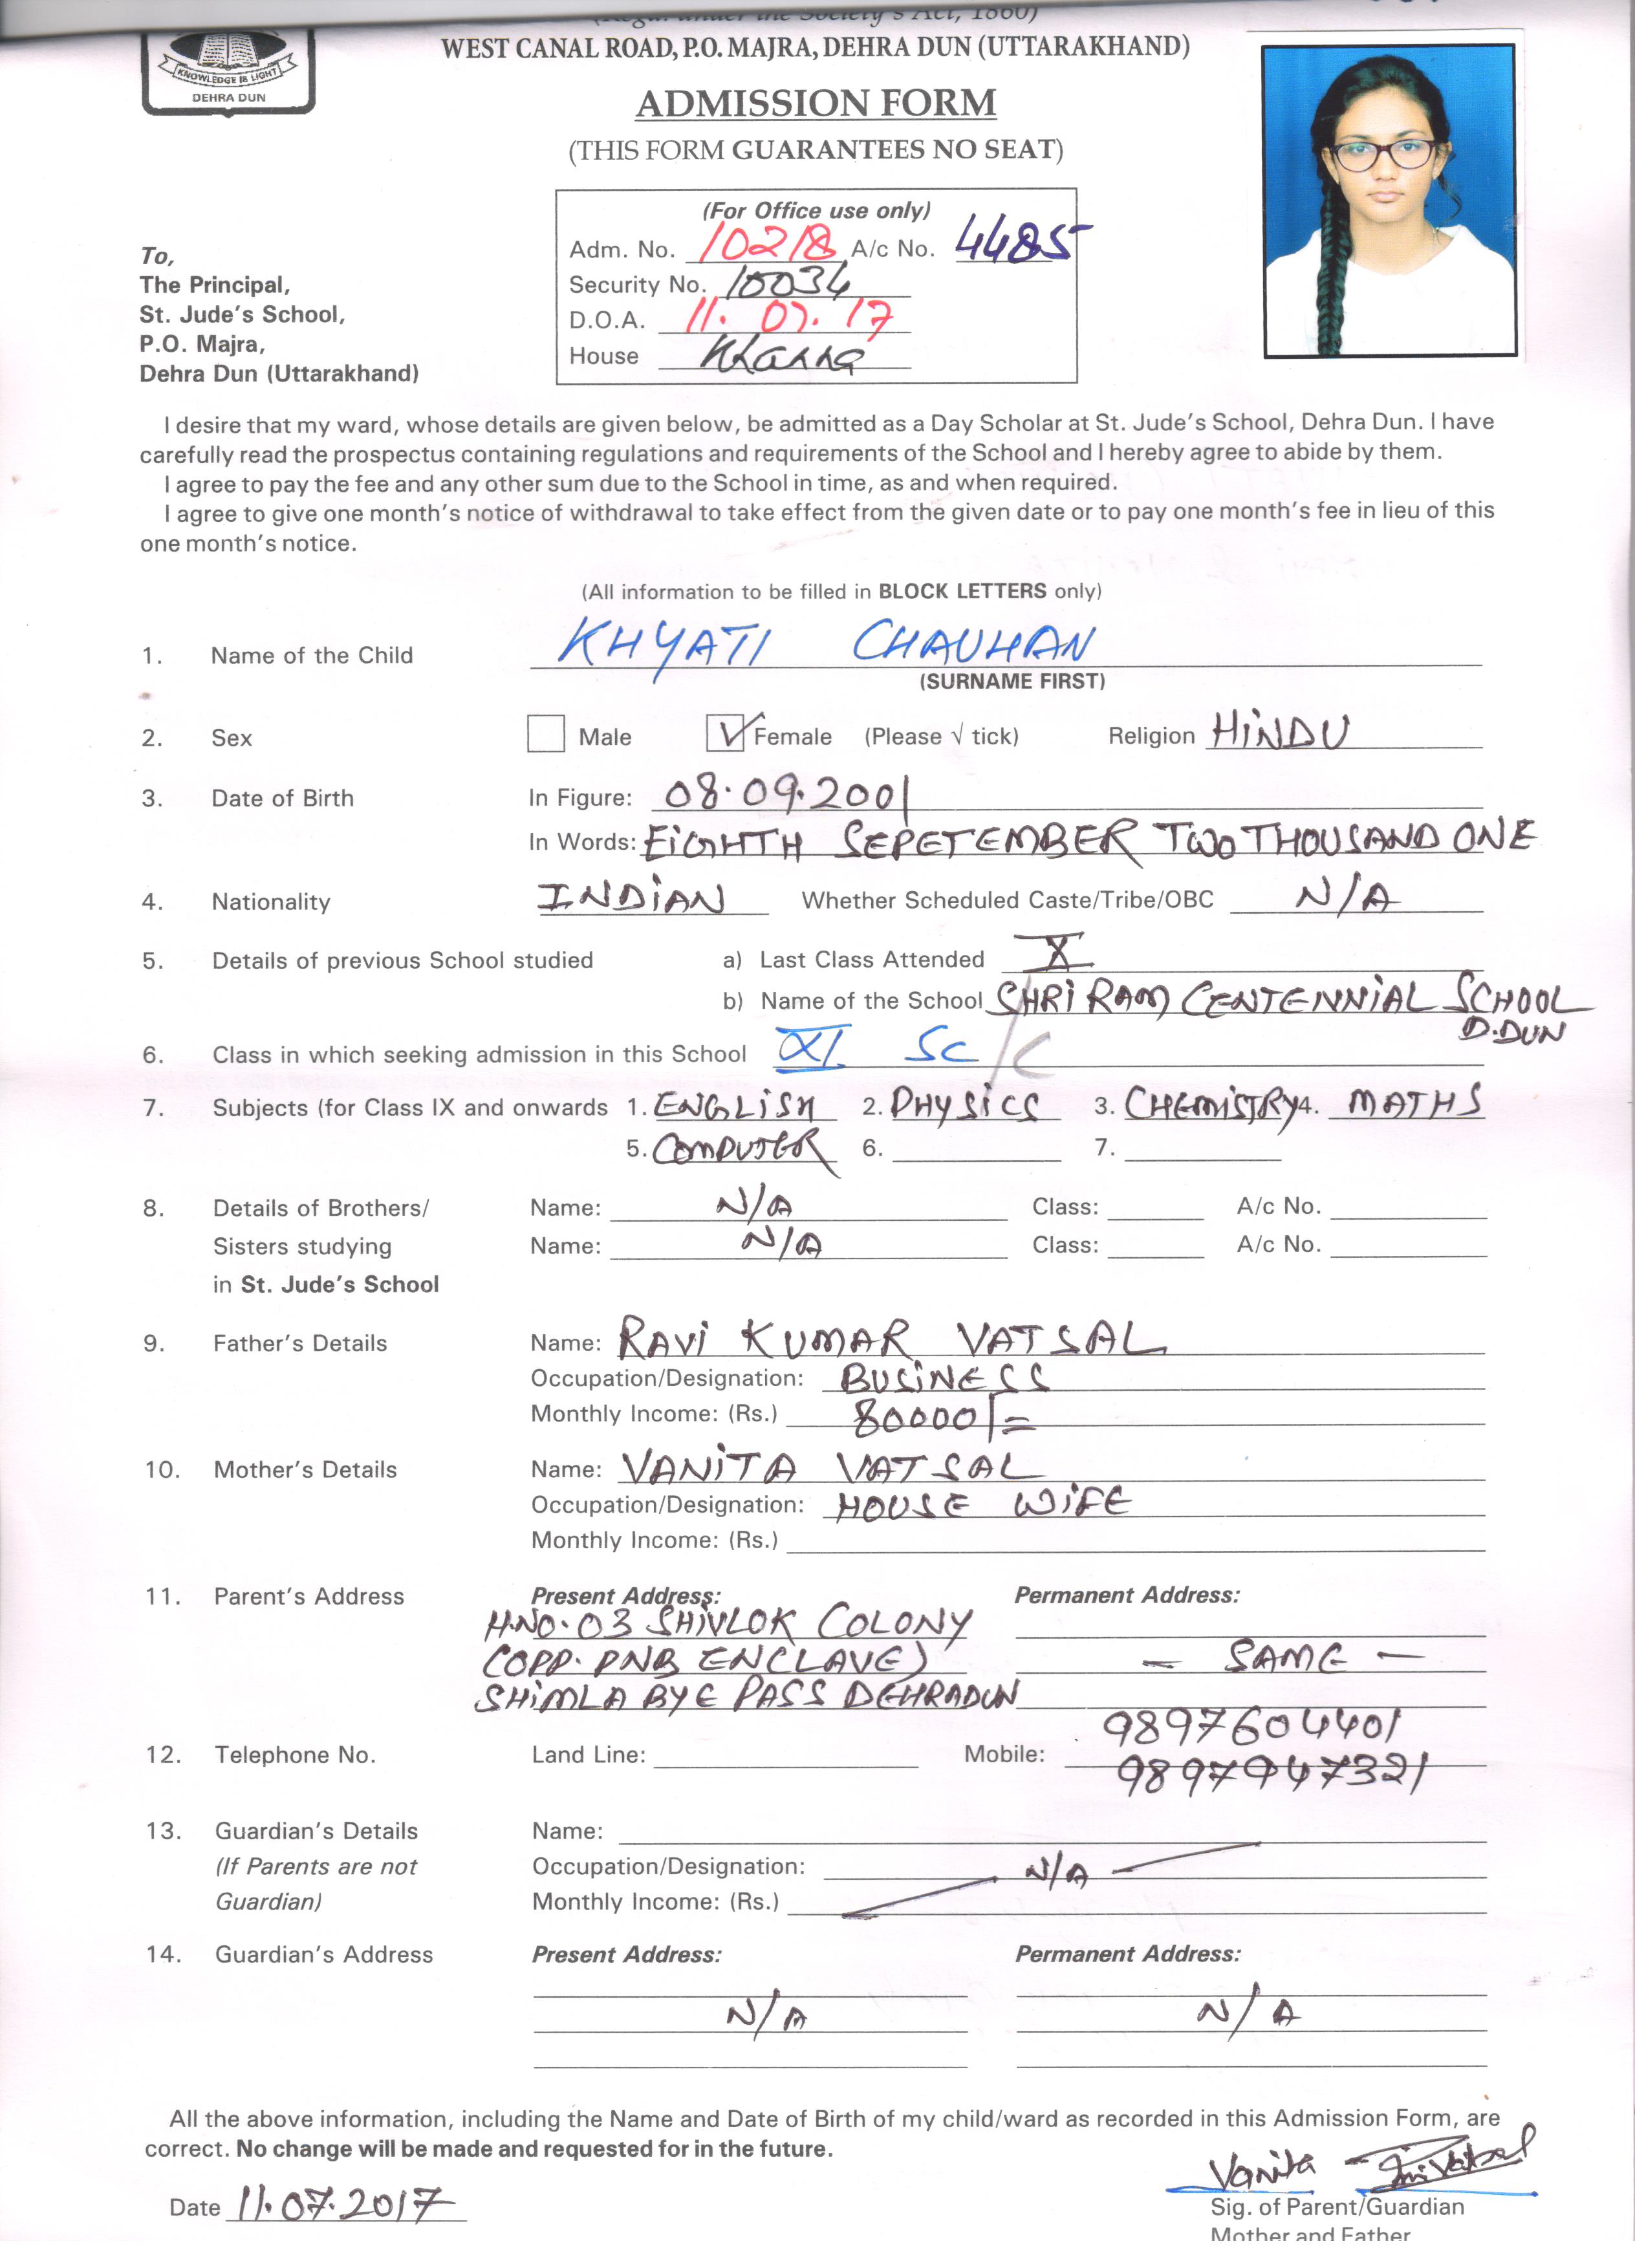 (Regd. under the Society's Act, 1860)
WEST CANAL ROAD, P.O. MAJRA, DEHRA DUN (UTTARAKHAND)
KNOWLEDGE IS LIGHT
DEHRA DUN
ADMISSION FORM
(THIS FORM GUARANTEES NO SEAT)
(For Office use only)
Adm. No. 10218 A/c No. 4485
Security No. 10034
D.O.A. 11.07.17
House Khanna
To,
The Principal,
St. Jude's School,
P.O. Majra,
Dehra Dun (Uttarakhand)
I desire that my ward, whose details are given below, be admitted as a Day Scholar at St. Jude's School, Dehra Dun. I have
carefully read the prospectus containing regulations and requirements of the School and I hereby agree to abide by them.
I agree to pay the fee and any other sum due to the School in time, as and when required.
I agree to give one month's notice of withdrawal to take effect from the given date or to pay one month's fee in lieu of this
one month's notice.
(All information to be filled in BLOCK LETTERS only)
1. Name of the Child KHYATI CHAUHAN
(SURNAME FIRST)
2. Sex Male Female (Please √ tick) Religion HINDU
3. Date of Birth In Figure: 08.09.2001
In Words: EIGHTH SEPETEMBER TWO THOUSAND ONE
4. Nationality INDIAN Whether Scheduled Caste/Tribe/OBC N/A
5. Details of previous School studied a) Last Class Attended X
b) Name of the School SHRI RAM CENTENNIAL SCHOOL
D.DUN
6. Class in which seeking admission in this School XI SC / C
7. Subjects (for Class IX and onwards 1. ENGLISH 2. PHYSICS 3. CHEMISTRY 4. MATHS
5. COMPUTER 6. 7.
8. Details of Brothers/ Name: N/A Class: A/c No.
Sisters studying Name: N/A Class: A/c No.
in St. Jude's School
9. Father's Details Name: RAVI KUMAR VATSAL
Occupation/Designation: BUSINESS
Monthly Income: (Rs.) 80000/=
10. Mother's Details Name: VANITA VATSAL
Occupation/Designation: HOUSE WIFE
Monthly Income: (Rs.)
11. Parent's Address Present Address: Permanent Address:
H.NO. 03 SHIVLOK COLONY
(OPP. PNB ENCLAVE) - SAME -
SHIMLA BYE PASS DEHRADUN
9897604401
12. Telephone No. Land Line: Mobile:
9897947321
13. Guardian's Details Name:
(If Parents are not Occupation/Designation: N/A
Guardian) Monthly Income: (Rs.)
14. Guardian's Address Present Address: Permanent Address:
N/A N/A
All the above information, including the Name and Date of Birth of my child/ward as recorded in this Admission Form, are
correct. No change will be made and requested for in the future.
Vanita
Date 11.07.2017
Sig. of Parent/Guardian
Mother and Father